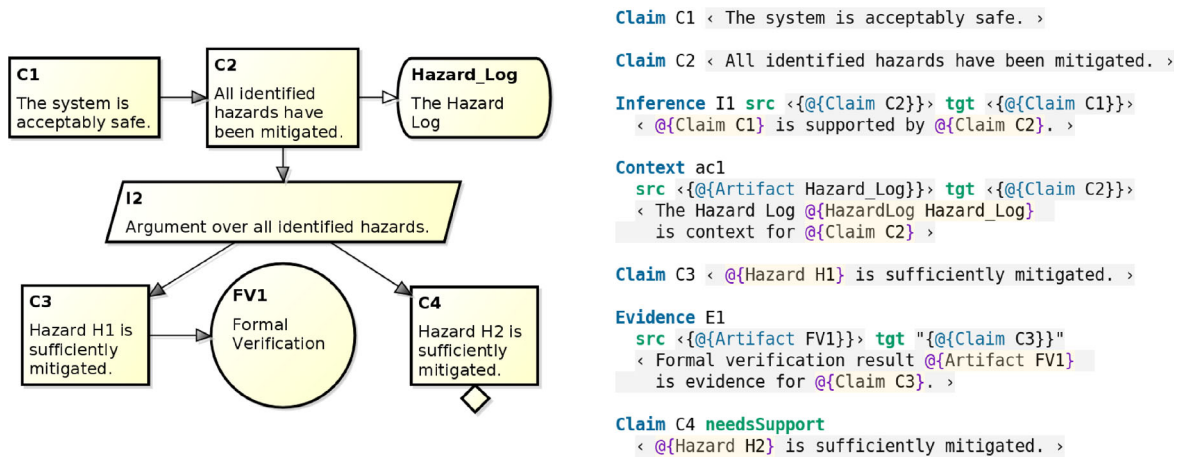 C1
The system is
acceptably safe.
C2
All identified
hazards have
been mitigated.
Hazard_Log
The Hazard
Log
I2
Argument over all identified hazards.
C3
Hazard H1 is
sufficiently
mitigated.
FV1
Formal
Verification
C4
Hazard H2 is
sufficiently
mitigated.
Claim C1 ‹ The system is acceptably safe. ›
Claim C2 ‹ All identified hazards have been mitigated. ›
Inference I1 src ‹{@{Claim C2}}› tgt ‹{@{Claim C1}}›
‹ @{Claim C1} is supported by @{Claim C2}. ›
Context ac1
src ‹{@{Artifact Hazard_Log}}› tgt ‹{@{Claim C2}}›
‹ The Hazard Log @{HazardLog Hazard_Log}
is context for @{Claim C2} ›
Claim C3 ‹ @{Hazard H1} is sufficiently mitigated. ›
Evidence E1
src ‹{@{Artifact FV1}}› tgt "{@{Claim C3}}"
‹ Formal verification result @{Artifact FV1}
is evidence for @{Claim C3}. ›
Claim C4 needsSupport
‹ @{Hazard H2} is sufficiently mitigated. ›